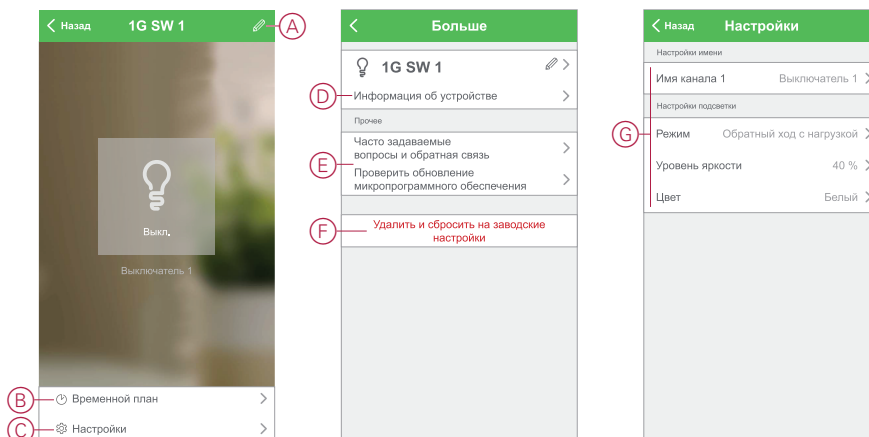 Назад
1G SW 1
A
Выкл.
Выключатель 1
B
Временной план
C
Настройки
Больше
1G SW 1
D
Информация об устройстве
Прочее
E
Часто задаваемые
вопросы и обратная связь
Проверить обновление
микропрограммного обеспечения
F
Удалить и сбросить на заводские
настройки
Назад
Настройки
Настройки имени
Имя канала 1
Выключатель 1
Настройки подсветки
G
Режим
Обратный ход с нагрузкой
Уровень яркости
40 %
Цвет
Белый